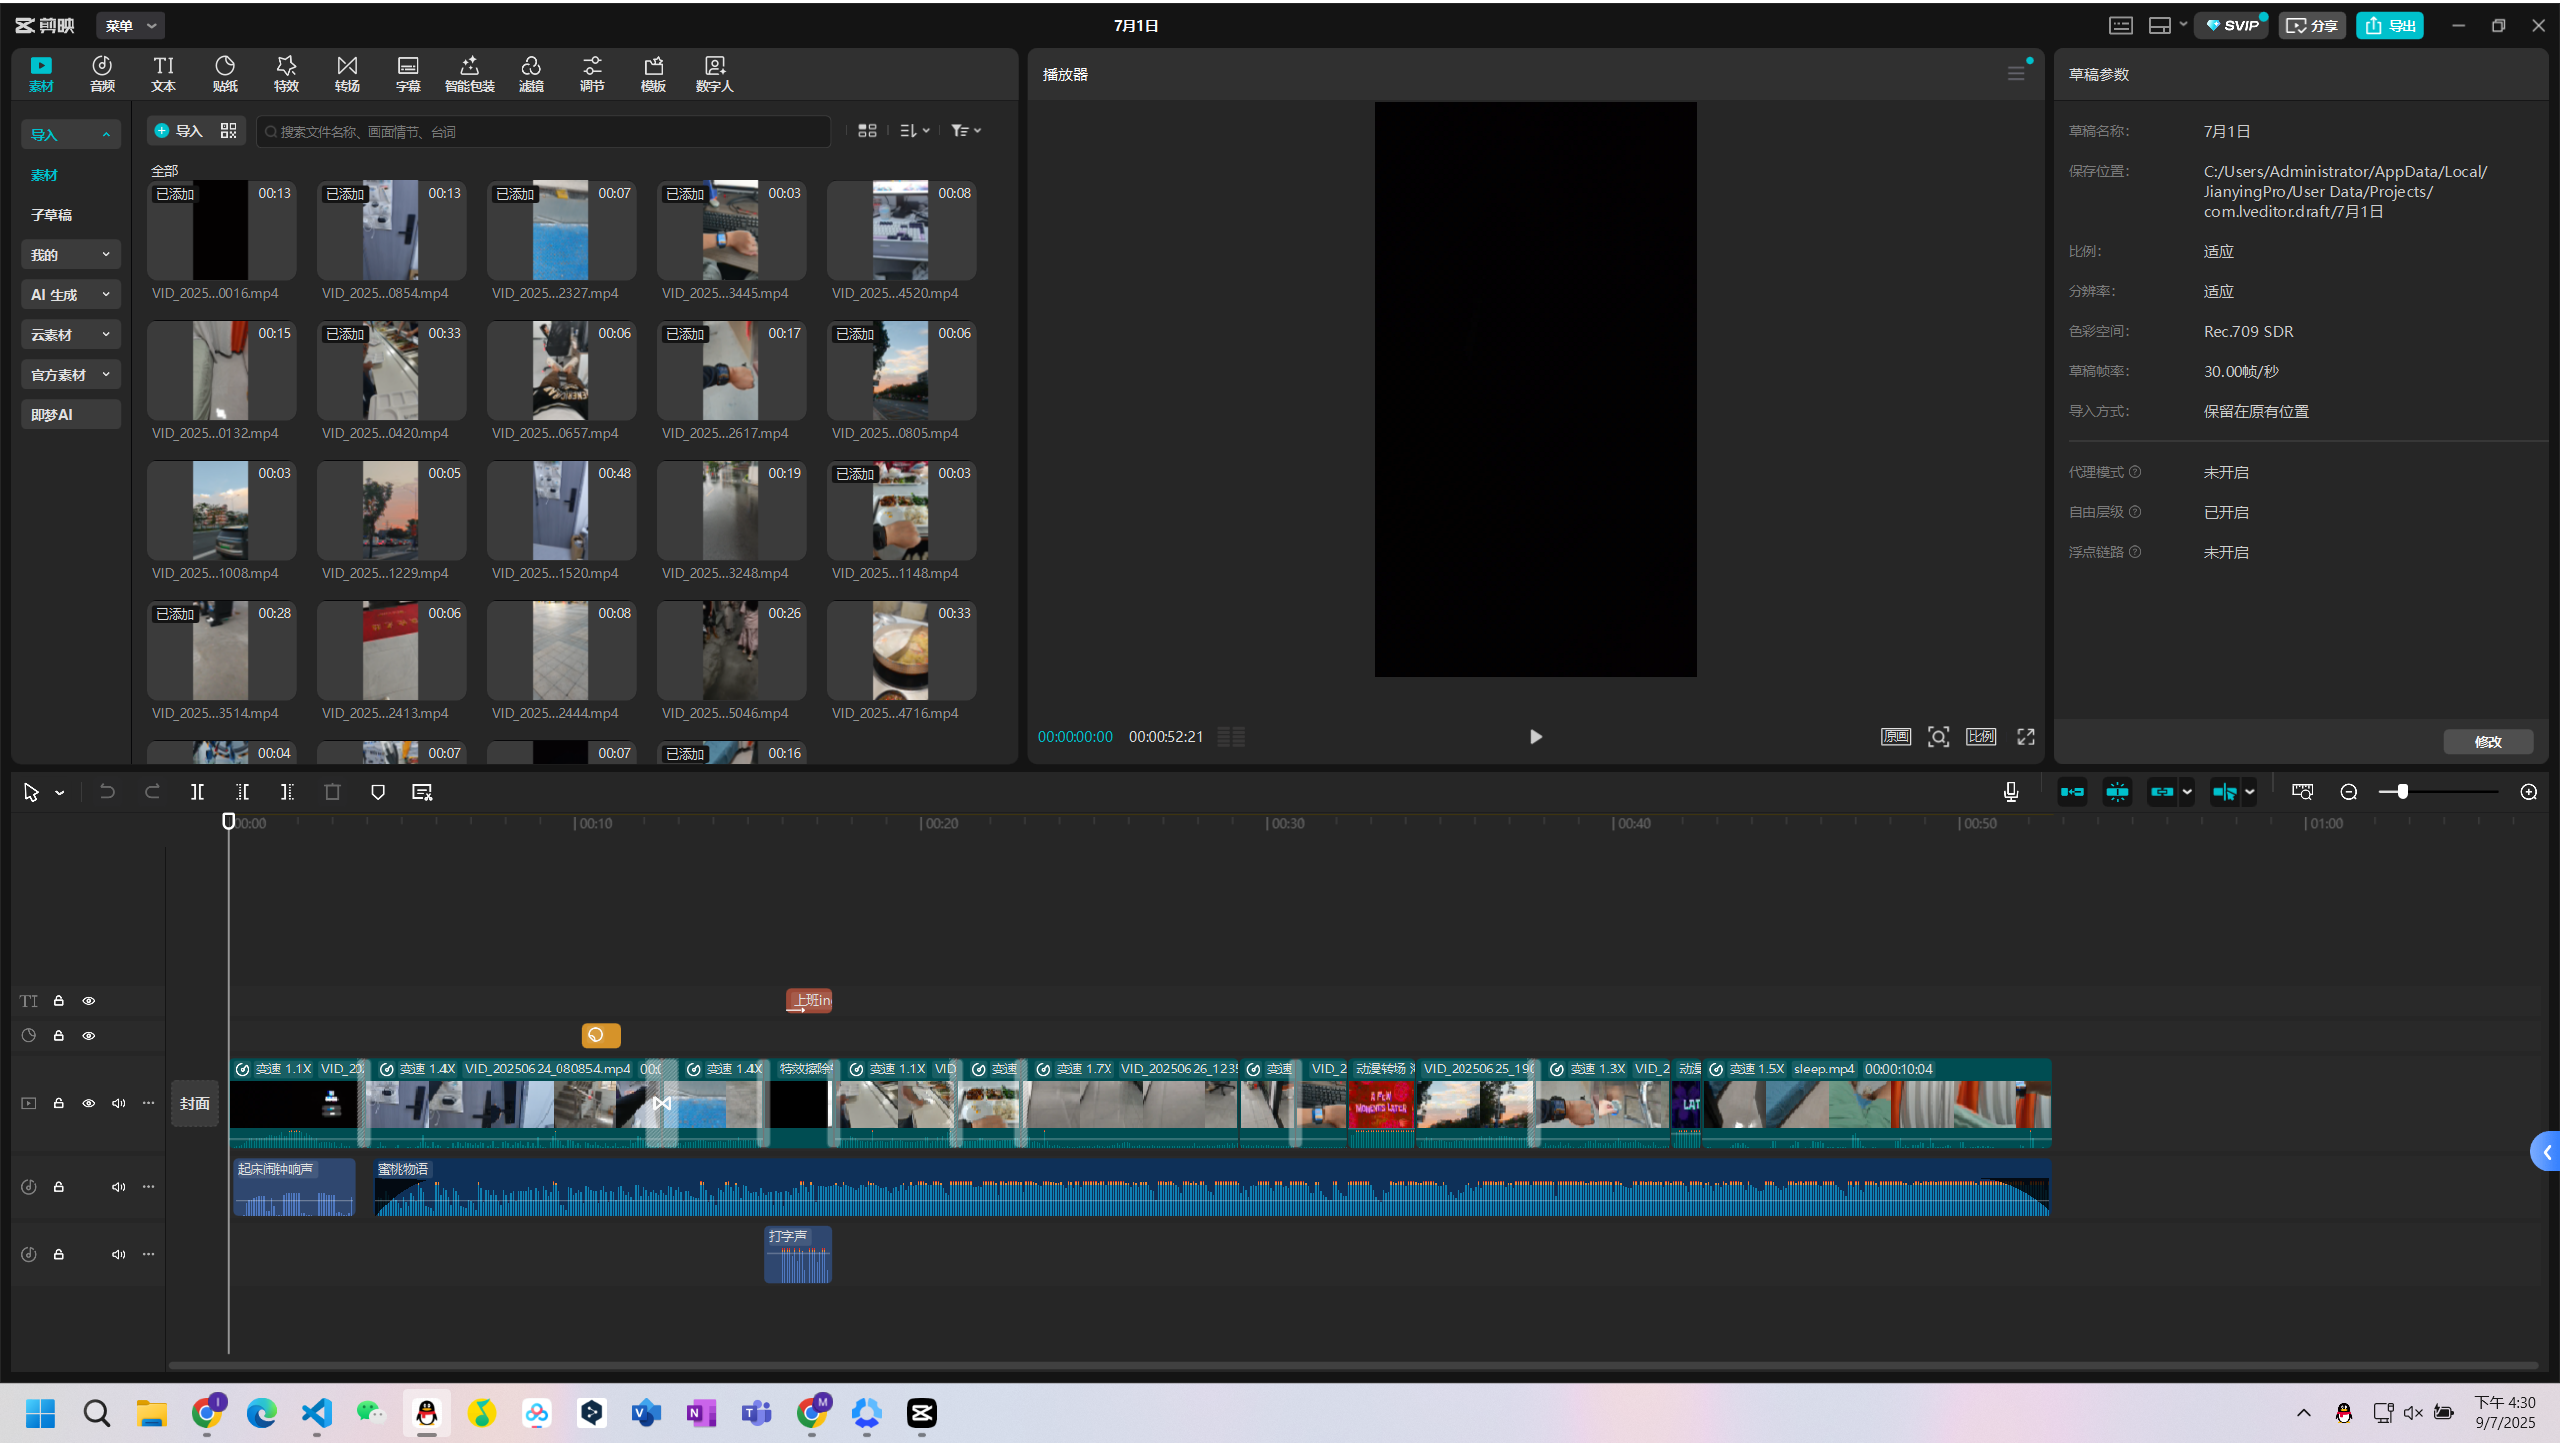 剪映
菜单
7月1日
SVIP
分享
导出
素材
音频
文本
贴纸
特效
转场
字幕
智能包装
滤镜
调节
模板
数字人
导入
素材
子草稿
我的
AI 生成
云素材
官方素材
即梦AI
导入
搜索文件名称、画面情节、台词
全部
已添加 00:13 已添加 00:13 已添加 00:07 已添加 00:03 00:08
VID_2025...0016.mp4 VID_2025...0854.mp4 VID_2025...2327.mp4 VID_2025...3445.mp4 VID_2025...4520.mp4
00:15 已添加 00:33 00:06 已添加 00:17 已添加 00:06
VID_2025...0132.mp4 VID_2025...0420.mp4 VID_2025...0657.mp4 VID_2025...2617.mp4 VID_2025...0805.mp4
00:03 00:05 00:48 00:19 已添加 00:03
VID_2025...1008.mp4 VID_2025...1229.mp4 VID_2025...1520.mp4 VID_2025...3248.mp4 VID_2025...1148.mp4
已添加 00:28 00:06 00:08 00:26 00:33
VID_2025...3514.mp4 VID_2025...2413.mp4 VID_2025...2444.mp4 VID_2025...5046.mp4 VID_2025...4716.mp4
00:04 00:07 00:07 已添加 00:16
播放器
00:00:00:00 00:00:52:21
原画
比例
草稿参数
草稿名称: 7月1日
保存位置: C:/Users/Administrator/AppData/Local/
JianyingPro/User Data/Projects/
com.lveditor.draft/7月1日
比例: 适应
分辨率: 适应
色彩空间: Rec.709 SDR
草稿帧率: 30.00帧/秒
导入方式: 保留在原有位置
代理模式 未开启
自由层级 已开启
浮点链路 未开启
修改
00:00 00:10 00:20 00:30 00:40 00:50 01:00
TI 上班in
封面
变速 1.1X VID_20 变速 1.4X VID_20250624_080854.mp4 00:0 变速 1.4X 特效擦除 变速 1.1X VID 变速 变速 1.7X VID_20250626_123 变速 VID_2 动漫转场 VID_20250625_190 变速 1.3X VID_2 动漫 变速 1.5X sleep.mp4 00:00:10:04
A FEW
MOMENTS LATER
LAT
起床闹钟响声 蜜桃物语
打字声
下午 4:30
9/7/2025